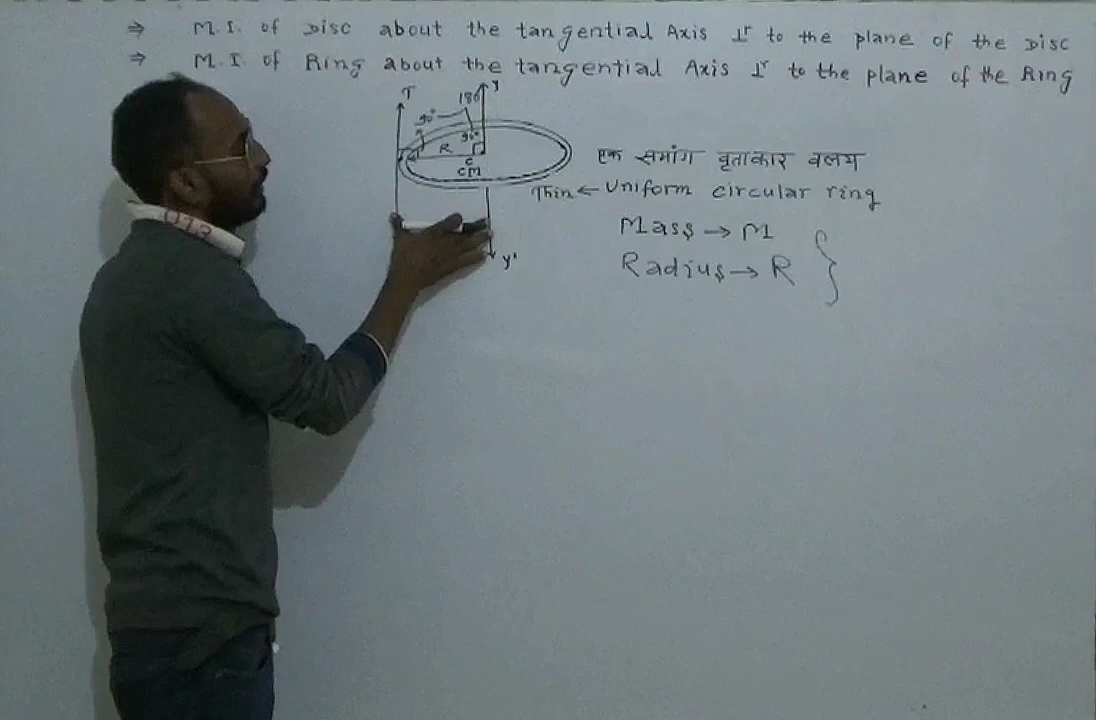 ⇒ M.I. of Disc about the tangential Axis ⊥r to the plane of the Disc
⇒ M.I. of Ring about the tangential Axis ⊥r to the plane of the Ring
T
180
y
90°
90°
R
C
CM
एक समांग वृताकार वलय
Thin ← Uniform circular ring
Mass → M
Radius → R }
y'